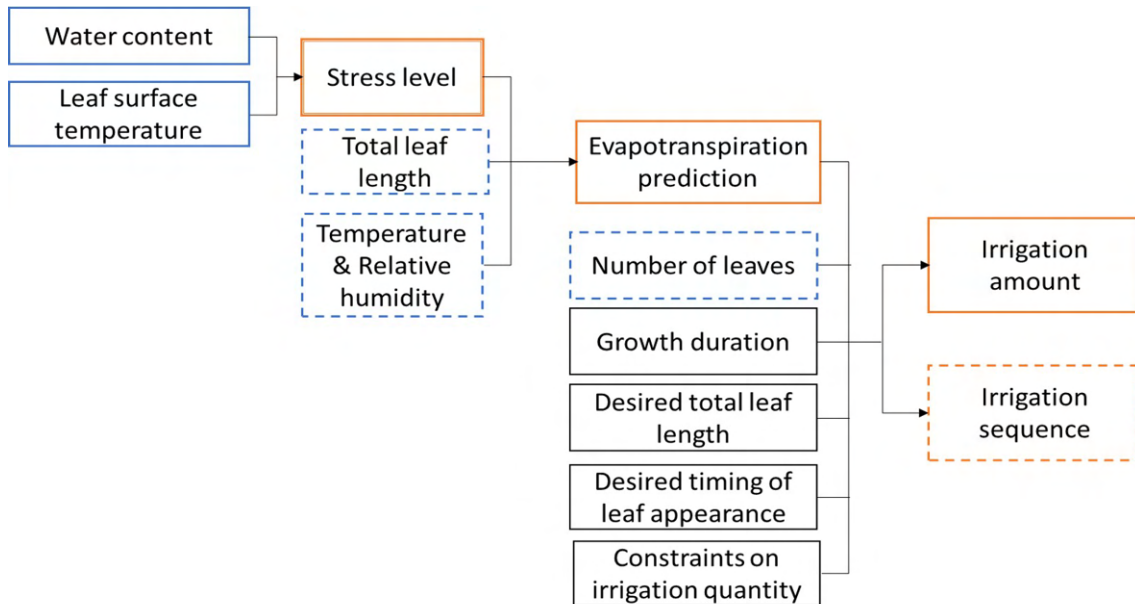 Water content
Leaf surface
temperature
Stress level
Total leaf
length
Temperature
& Relative
humidity
Evapotranspiration
prediction
Number of leaves
Growth duration
Desired total leaf
length
Desired timing of
leaf appearance
Constraints on
irrigation quantity
Irrigation
amount
Irrigation
sequence